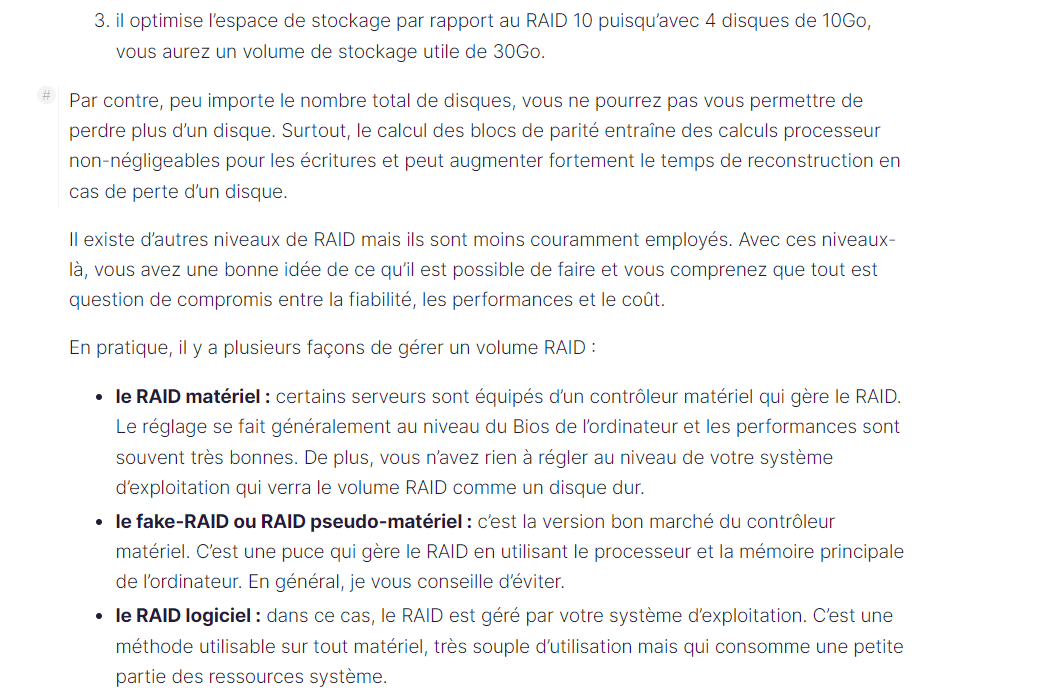 3. il optimise l’espace de stockage par rapport au RAID 10 puisqu’avec 4 disques de 10Go,
vous aurez un volume de stockage utile de 30Go.
#
Par contre, peu importe le nombre total de disques, vous ne pourrez pas vous permettre de
perdre plus d’un disque. Surtout, le calcul des blocs de parité entraîne des calculs processeur
non-négligeables pour les écritures et peut augmenter fortement le temps de reconstruction en
cas de perte d’un disque.
Il existe d’autres niveaux de RAID mais ils sont moins couramment employés. Avec ces niveaux-
là, vous avez une bonne idée de ce qu’il est possible de faire et vous comprenez que tout est
question de compromis entre la fiabilité, les performances et le coût.
En pratique, il y a plusieurs façons de gérer un volume RAID :
• le RAID matériel : certains serveurs sont équipés d’un contrôleur matériel qui gère le RAID.
Le réglage se fait généralement au niveau du Bios de l’ordinateur et les performances sont
souvent très bonnes. De plus, vous n’avez rien à régler au niveau de votre système
d’exploitation qui verra le volume RAID comme un disque dur.
• le fake-RAID ou RAID pseudo-matériel : c’est la version bon marché du contrôleur
matériel. C’est une puce qui gère le RAID en utilisant le processeur et la mémoire principale
de l’ordinateur. En général, je vous conseille d’éviter.
• le RAID logiciel : dans ce cas, le RAID est géré par votre système d’exploitation. C’est une
méthode utilisable sur tout matériel, très souple d’utilisation mais qui consomme une petite
partie des ressources système.